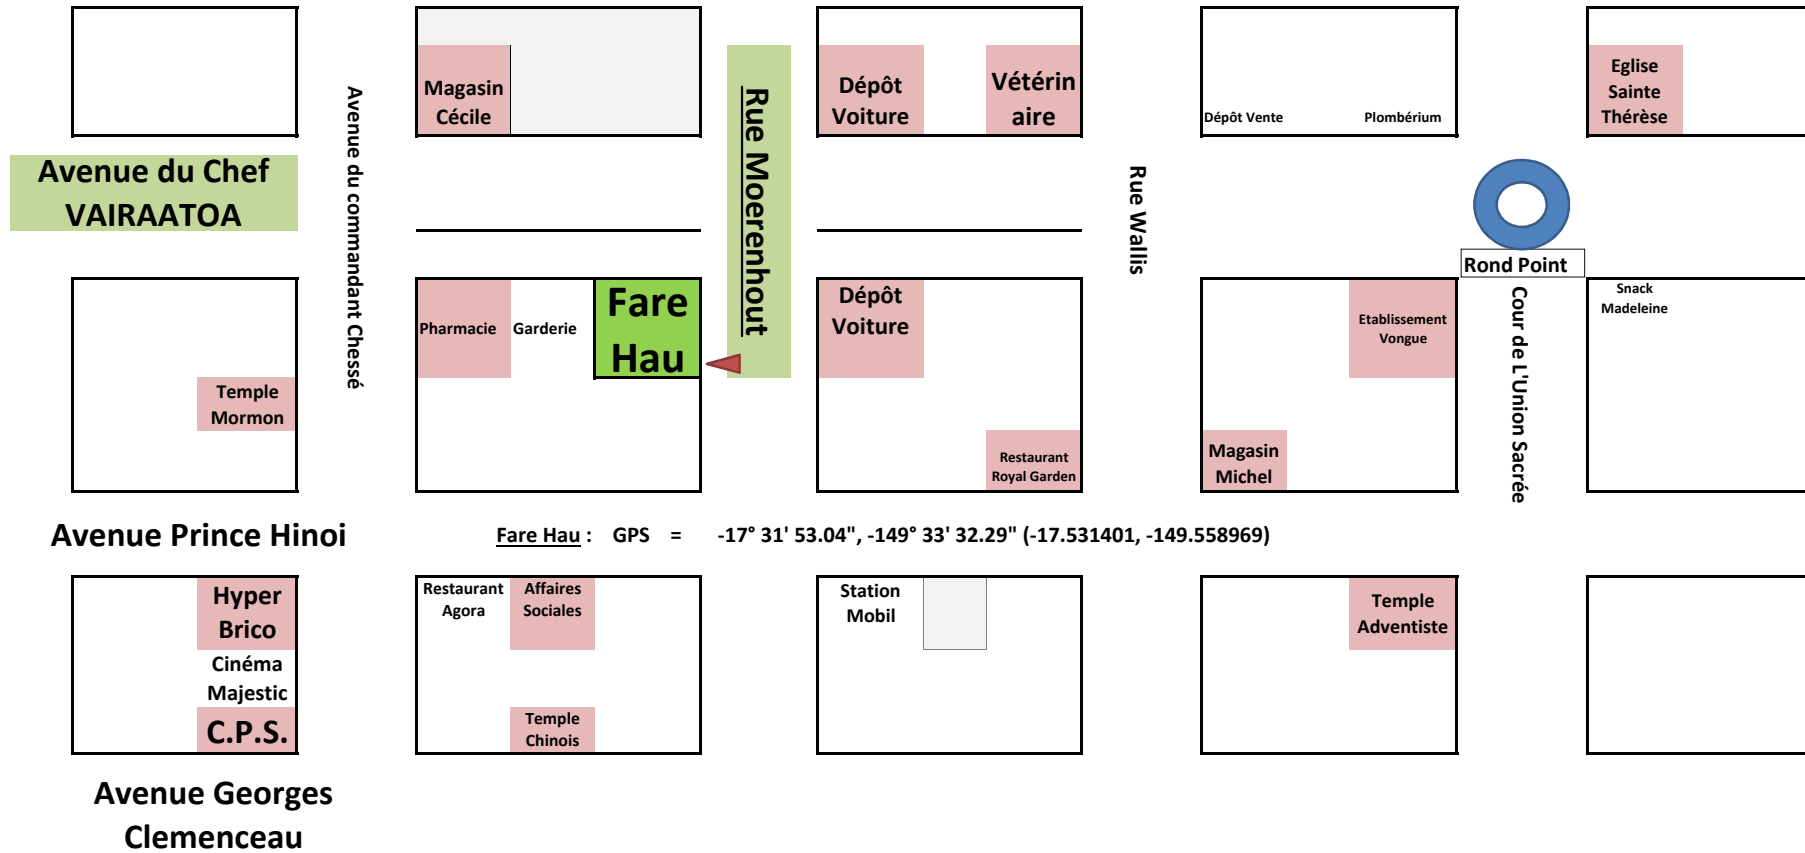 Magasin
Cécile
Dépôt
Voiture
Vétérin
aire
Dépôt Vente
Plombérium
Eglise
Sainte
Thérèse
Avenue du Chef
VAIRAATOA
Avenue du commandant Chessé
Rue Moerenhout
Rue Wallis
Rond Point
Pharmacie
Garderie
Fare
Hau
Dépôt
Voiture
Etablissement
Vongue
Cour de L'Union Sacrée
Snack
Madeleine
Temple
Mormon
Restaurant
Royal Garden
Magasin
Michel
Avenue Prince Hinoi
Fare Hau : GPS = -17° 31' 53.04", -149° 33' 32.29" (-17.531401, -149.558969)
Hyper
Brico
Cinéma
Majestic
C.P.S.
Restaurant
Agora
Affaires
Sociales
Temple
Chinois
Station
Mobil
Temple
Adventiste
Avenue Georges
Clemenceau